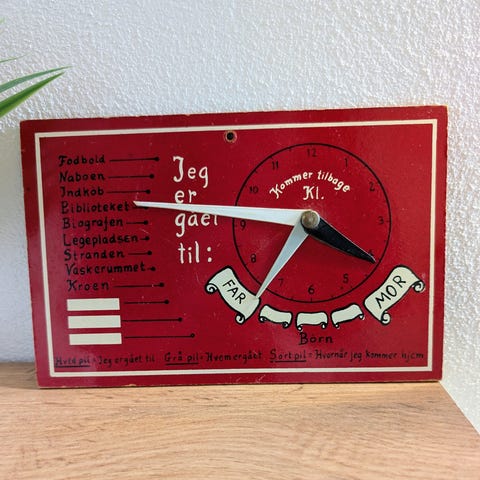 Fodbold
Naboen
Indkøb
Biblioteket
Biografen
Legepladsen
Stranden
Vaskerummet
Kroen
Jeg
er
gået
til:
12
1
2
3
4
5
6
7
8
9
10
11
Kommer tilbage
Kl.
FAR
MOR
Börn
Hvid pil = Jeg er gået til. Grå pil = Hvem er gået Sort pil = Hvornår jeg kommer hjem